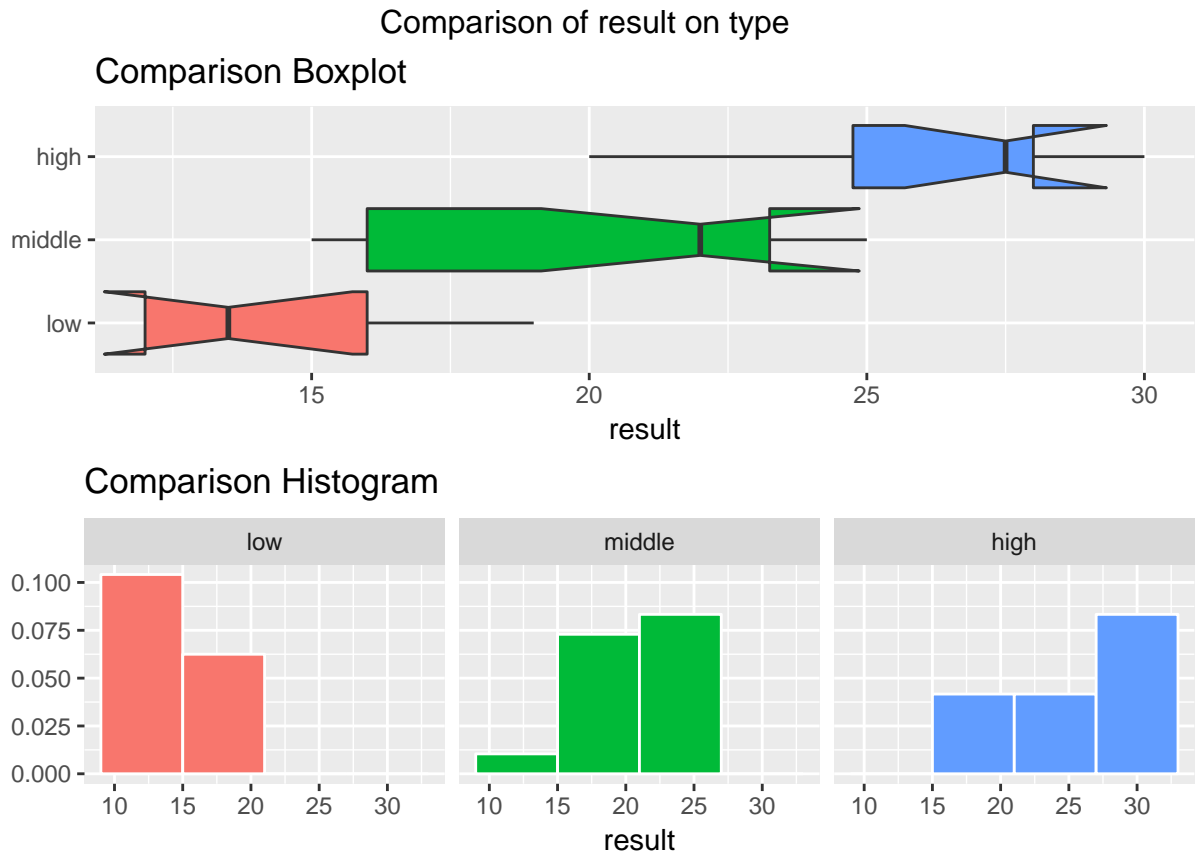 Comparison of result on type
Comparison Boxplot
high
middle
low
15 20 25 30
result
Comparison Histogram
low middle high
0.100
0.075
0.050
0.025
0.000
10 15 20 25 30 10 15 20 25 30 10 15 20 25 30
result